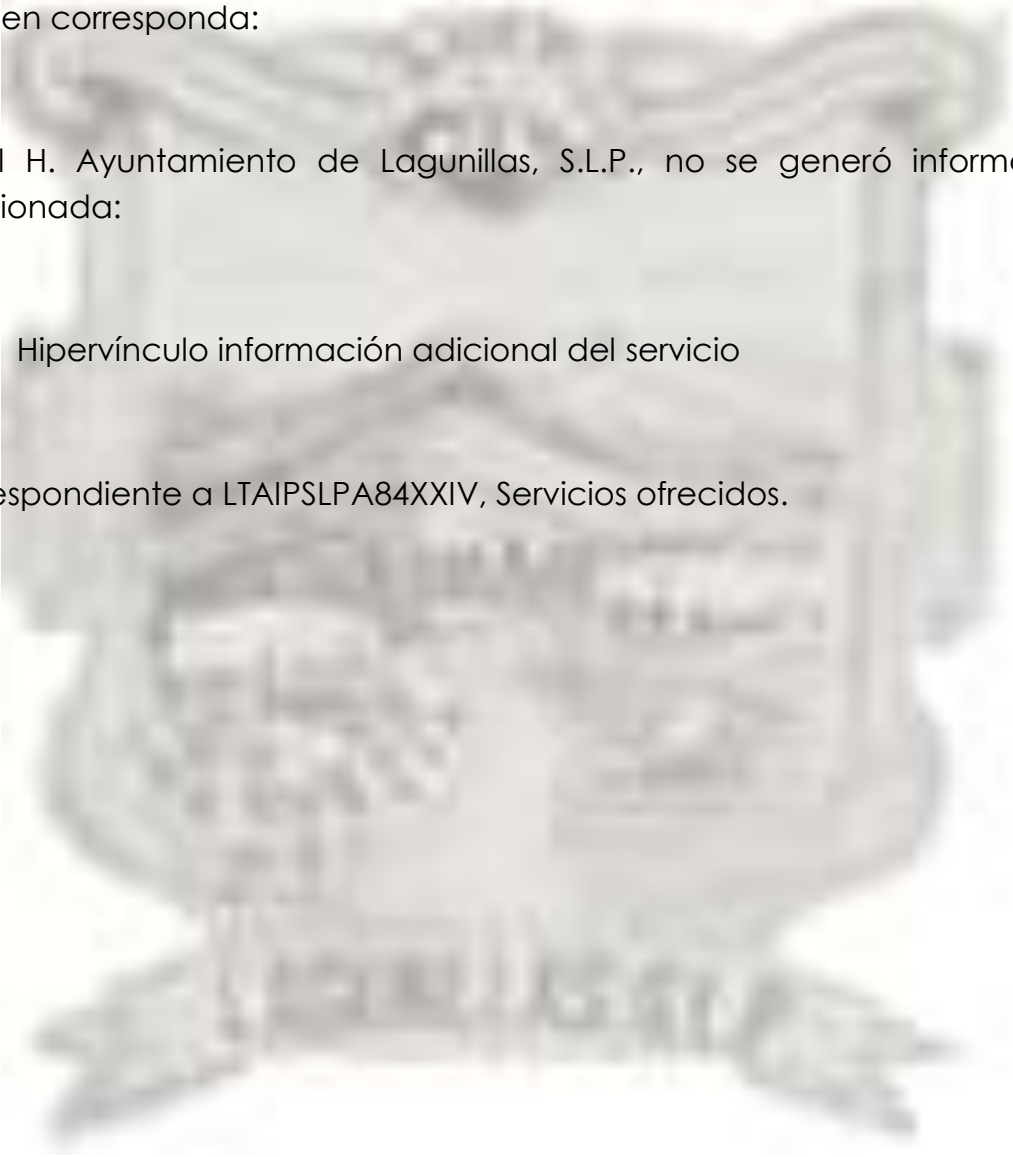 en corresponda:
l H. Ayuntamiento de Lagunillas, S.L.P., no se generó inform
ionada:
Hipervínculo información adicional del servicio
espondiente a LTAIPSLPA84XXIV, Servicios ofrecidos.